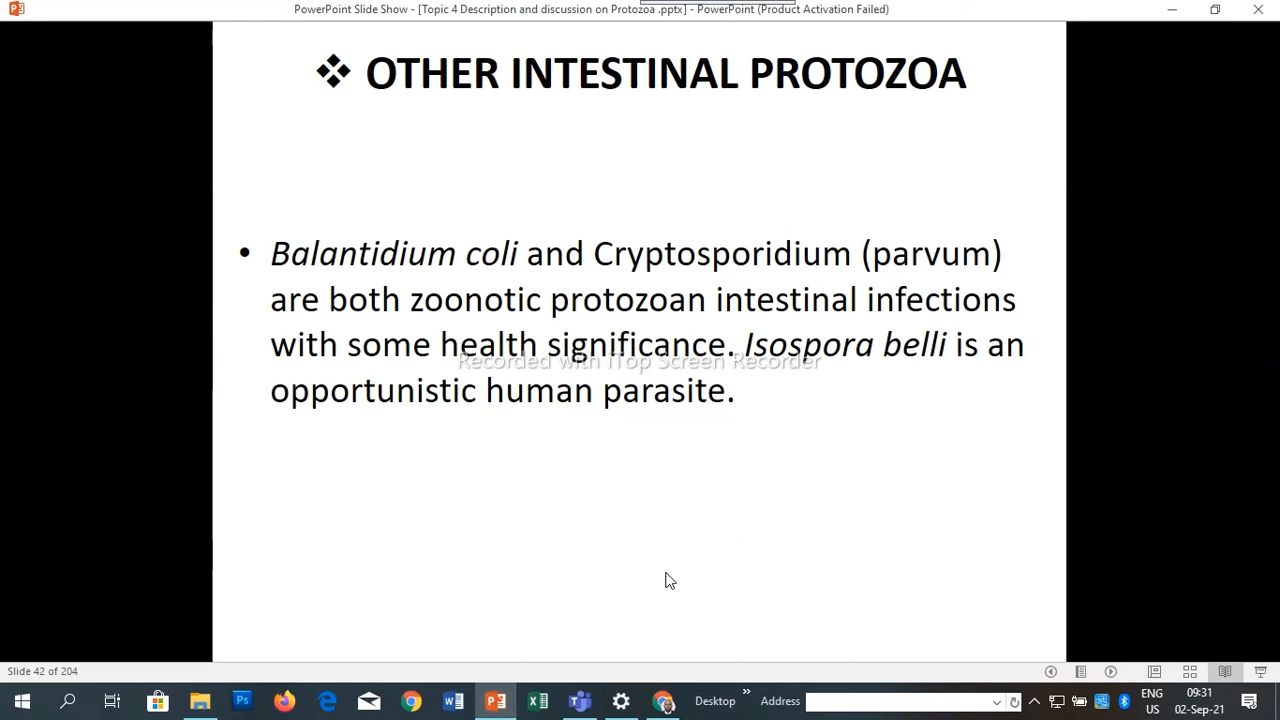 PowerPoint Slide Show - [Topic 4 Description and discussion on Protozoa .pptx] - PowerPoint (Product Activation Failed)
❖ OTHER INTESTINAL PROTOZOA
• Balantidium coli and Cryptosporidium (parvum)
are both zoonotic protozoan intestinal infections
with some health significance. Isospora belli is an
Recorded with iTop Screen Recorder
opportunistic human parasite.
Slide 42 of 204
Desktop
Address
ENG
US
09:31
02-Sep-21